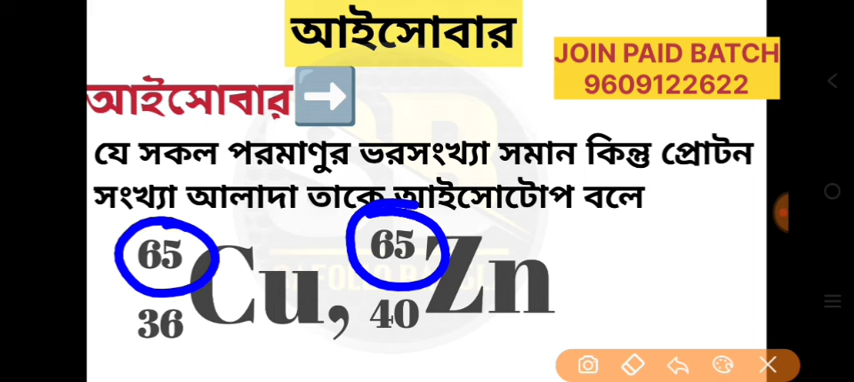 আইসোবার
JOIN PAID BATCH
9609122622
আইসোবার
যে সকল পরমাণুর ভরসংখ্যা সমান কিন্তু প্রোটন
সংখ্যা আলাদা তাকে আইসোটোপ বলে
65 65
Cu, Zn
36 40